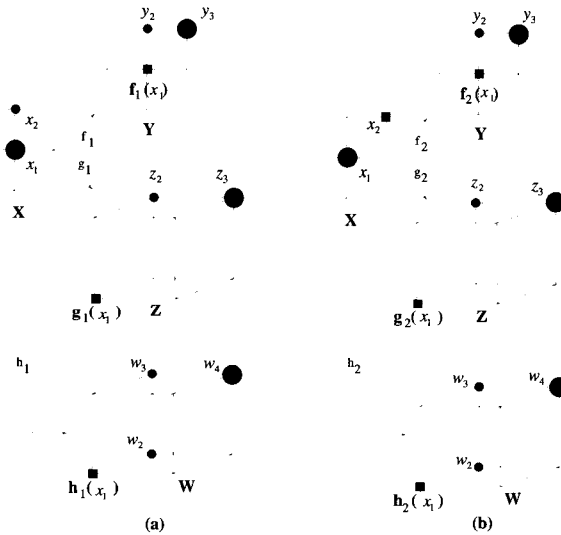 y2 y3
f1(x1)
Y
x2
x1
f1
g1
X
z2 z3
g1(x1) Z
h1
w3 w4
w2
h1(x1) W
(a)
y2 y3
f2(x1)
Y
x2
x1
f2
g2
X
z2 z3
g2(x1) Z
h2
w3 w4
w2
h2(x1) W
(b)